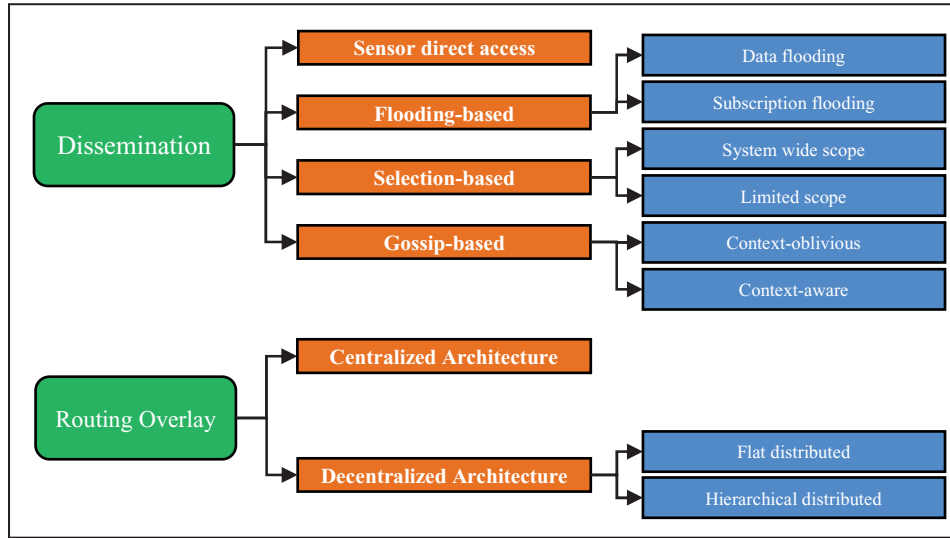 Dissemination
Sensor direct access
Flooding-based
Data flooding
Subscription flooding
Selection-based
System wide scope
Limited scope
Gossip-based
Context-oblivious
Context-aware
Routing Overlay
Centralized Architecture
Decentralized Architecture
Flat distributed
Hierarchical distributed